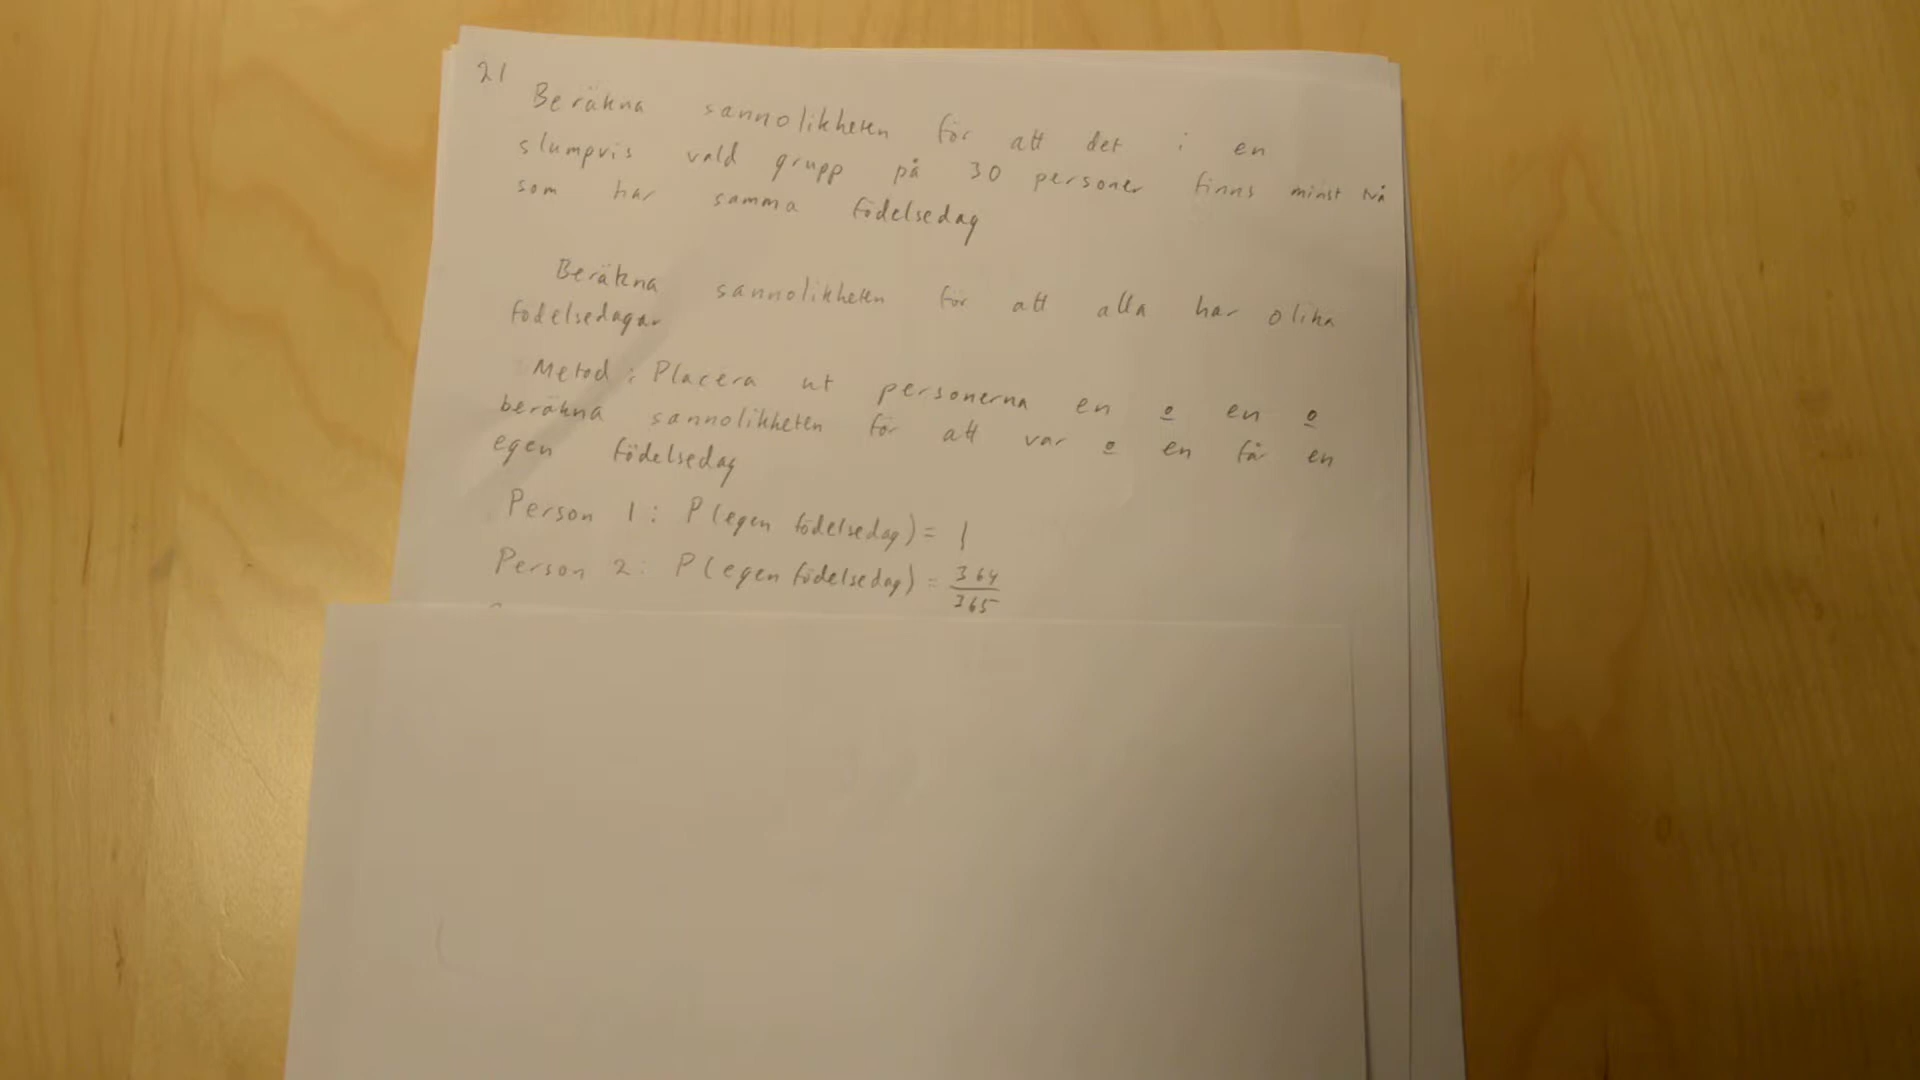 21
Beräkna sannolikheten för att det i en
slumpvis vald grupp på 30 personer finns minst två
som har samma födelsedag
Beräkna sannolikheten för att alla har olika
födelsedagar
Metod: Placera ut personerna en o en o
beräkna sannolikheten för att var o en får en
egen födelsedag
Person 1: P(egen födelsedag) = 1
Person 2: P(egen födelsedag) = 364/365